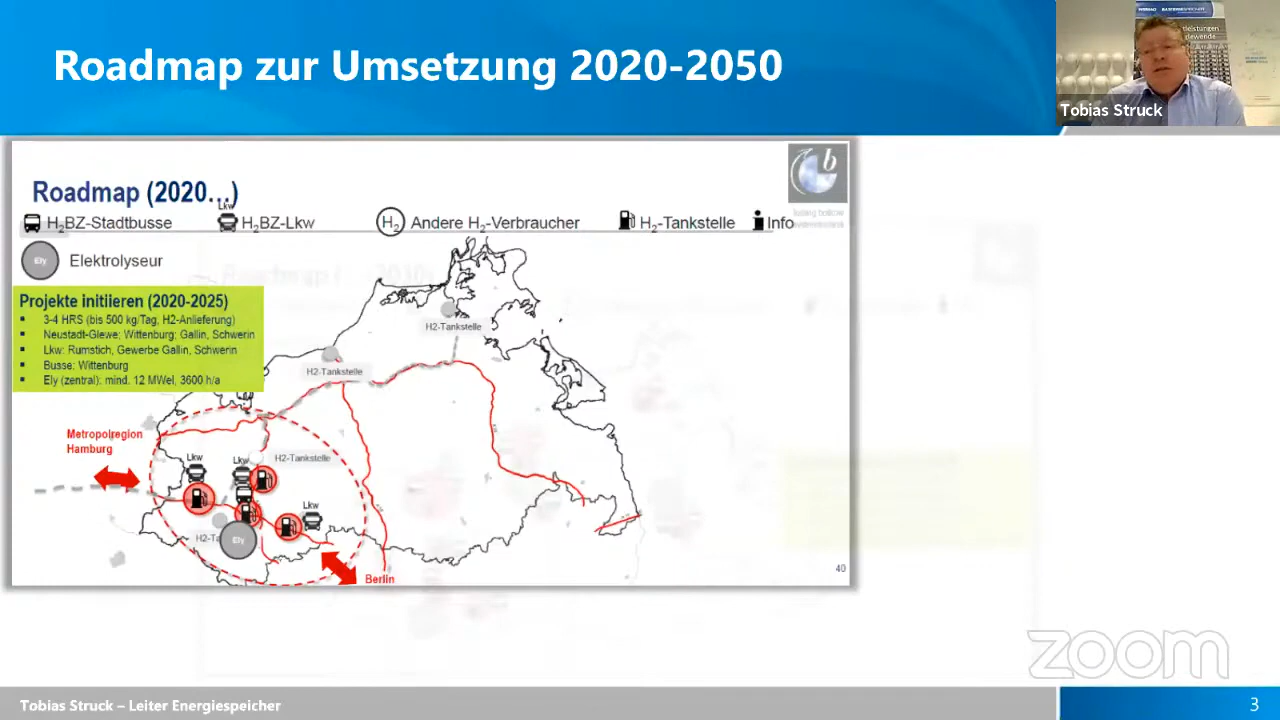 Roadmap zur Umsetzung 2020-2050
WEMAG BATTERIESPEICHER
Tobias Struck
Roadmap (2020...)
b
Lkw
H₂BZ-Stadtbusse
H₂BZ-Lkw
H₂ Andere H₂-Verbraucher
H₂-Tankstelle
Info
Ely Elektrolyseur
Projekte initiieren (2020-2025)
▪ 3-4 HRS (bis 500 kg/Tag, H2-Anlieferung)
▪ Neustadt-Glewe; Wittenburg; Gallin, Schwerin
▪ Lkw: Rumstich, Gewerbe Gallin, Schwerin
▪ Busse: Wittenburg
▪ Ely (zentral): mind. 12 MWel, 3600 h/a
H2-Tankstelle
H2-Tankstelle
Metropolregion
Hamburg
H2-Tankstelle
Lkw
Lkw
Lkw
H2-Ta
Ely
Berlin
40
zoom
Tobias Struck – Leiter Energiespeicher
3